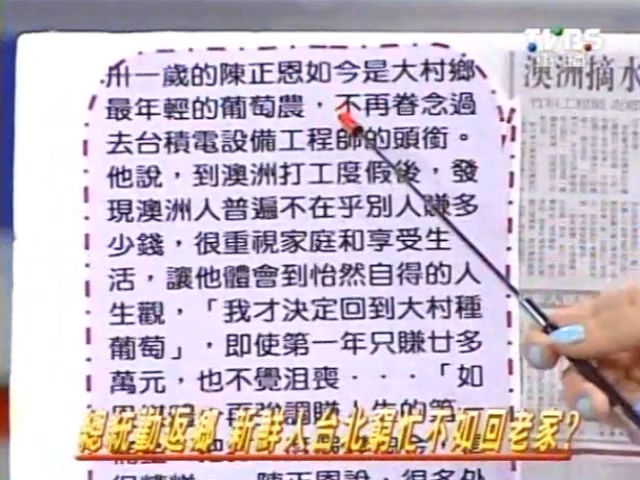 TVBS
卅一歲的陳正恩如今是大村鄉
最年輕的葡萄農，不再眷念過
去台積電設備工程師的頭銜。
他說，到澳洲打工度假後，發
現澳洲人普遍不在乎別人賺多
少錢，很重視家庭和享受生
活，讓他體會到怡然自得的人
生觀，「我才決定回到大村種
葡萄」，即使第一年只賺廿多
萬元，也不覺沮喪．．．「如
澳洲摘水
總統勸返鄉 新鮮人台北窮忙不如回老家?